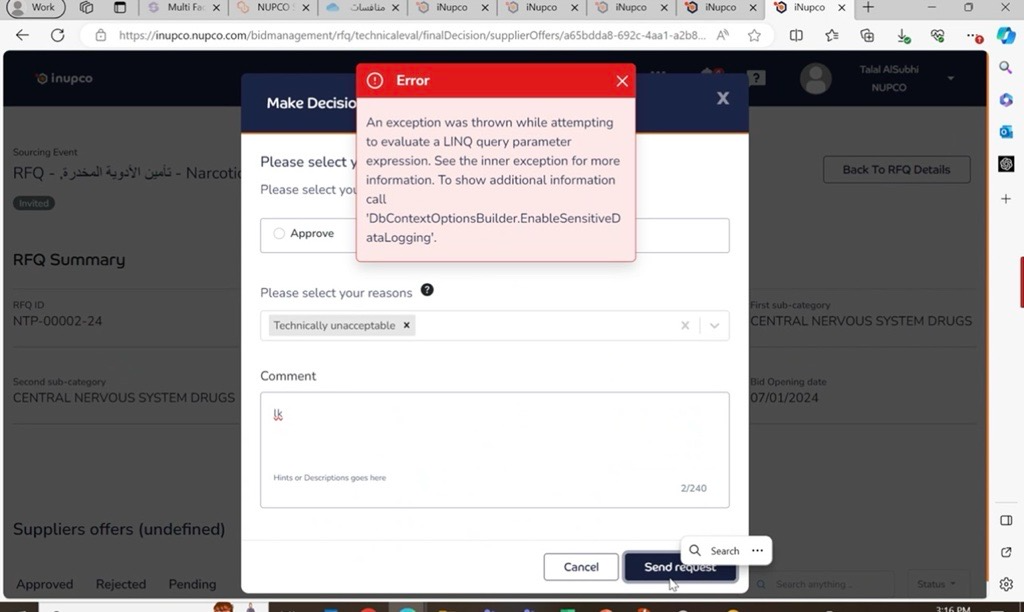 Work
Multi Fa
NUPCO S
منافسات
iNupco
iNupco
iNupco
iNupco
iNupco
https://inupco.nupco.com/bidmanagement/rfq/technicaleval/finalDecision/supplierOffers/a65bdda8-692c-4aa1-a2b8...
inupco
Talal AlSubhi
NUPCO
Make Decisio
X
Error
An exception was thrown while attempting
to evaluate a LINQ query parameter
expression. See the inner exception for more
information. To show additional information
call
'DbContextOptionsBuilder.EnableSensitiveD
ataLogging'.
Sourcing Event
RFQ - تأمين الأدوية المخدرة, - Narcotic
Invited
Back To RFQ Details
Please select y
Please select you
Approve
RFQ Summary
Please select your reasons ?
RFQ ID
NTP-00002-24
First sub-category
CENTRAL NERVOUS SYSTEM DRUGS
Technically unacceptable x
Comment
Second sub-category
CENTRAL NERVOUS SYSTEM DRUGS
Bid Opening date
07/01/2024
lk
Hints or Descriptions goes here
2/240
Suppliers offers (undefined)
Cancel
Send request
Search
Approved
Rejected
Pending
Search anything...
Status
3:16 PM